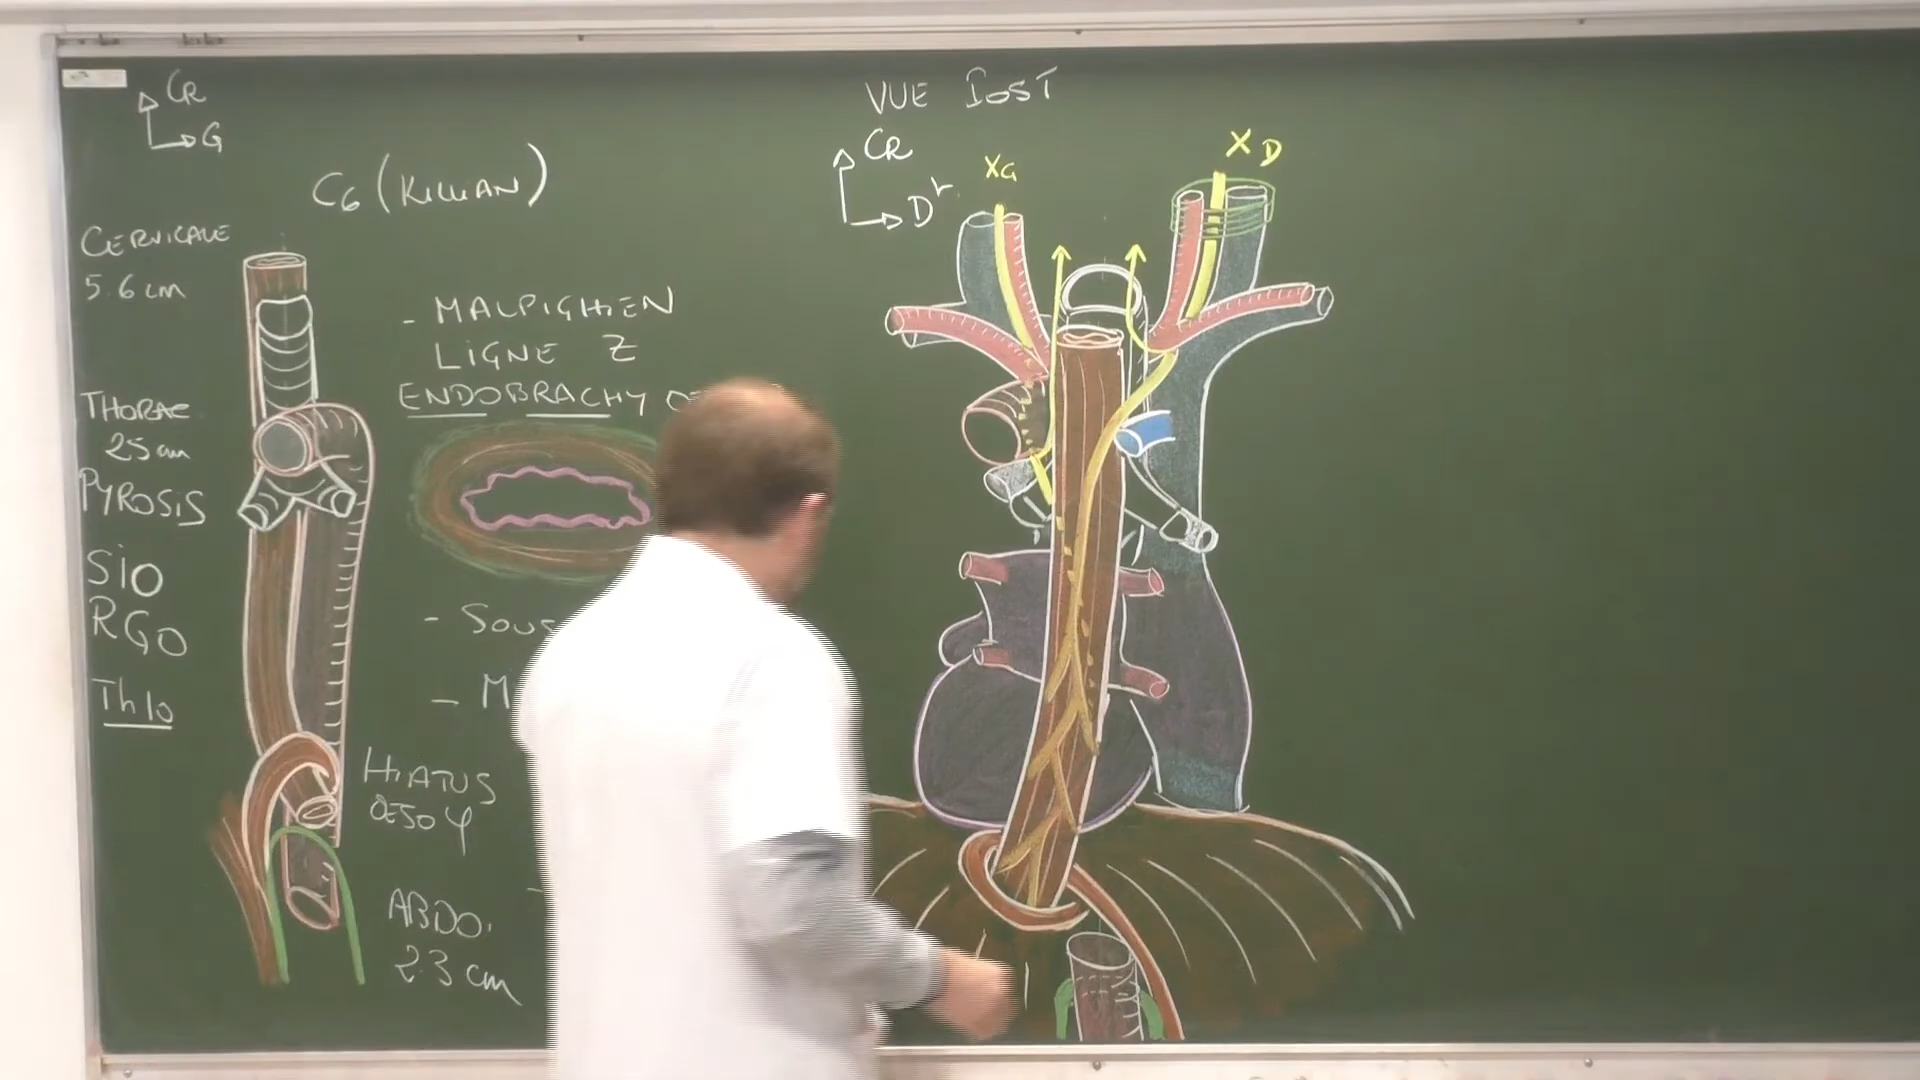 CR
G
C6 (KILLIAN)
CERVICALE
5.6 cm
THORAC
25 cm
PYROSIS
SIO
RGO
Th10
- MALPIGHIEN
LIGNE Z
ENDOBRACHY
- SOUS
- M
HIATUS
ABDO.
2.3 cm
VUE POST
CR
Dt
XG
XD